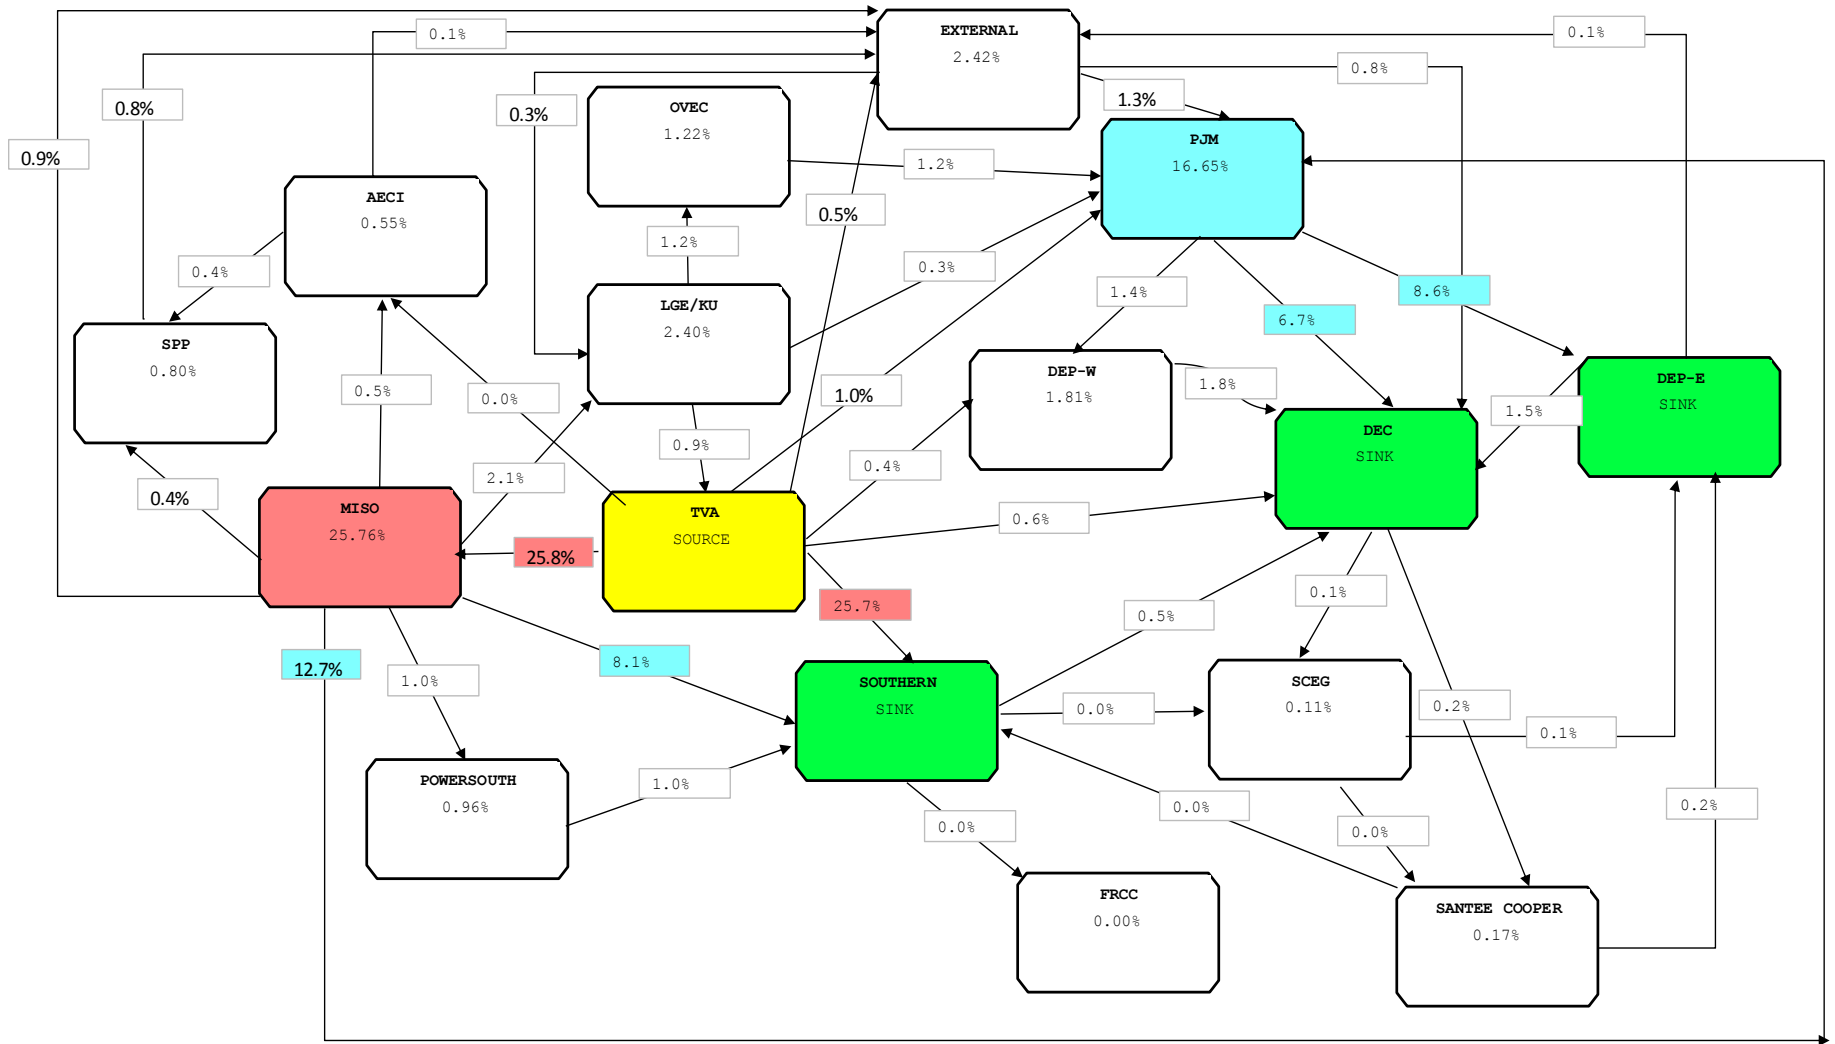 EXTERNAL
2.42%
0.1%
0.1%
0.8%
1.3%
0.8%
0.3%
OVEC
1.22%
PJM
16.65%
0.9%
1.2%
AECI
0.55%
0.5%
1.2%
0.4%
0.3%
1.4%
8.6%
LGE/KU
2.40%
6.7%
SPP
0.80%
DEP-W
1.81%
DEP-E
SINK
0.5%
0.0%
1.0%
1.8%
1.5%
DEC
SINK
0.9%
0.4%
2.1%
0.4%
MISO
25.76%
TVA
SOURCE
0.6%
25.8%
0.1%
25.7%
0.5%
12.7%
8.1%
1.0%
SOUTHERN
SINK
SCEG
0.11%
0.0%
0.2%
0.1%
POWERSOUTH
0.96%
1.0%
0.0%
0.2%
0.0%
0.0%
FRCC
0.00%
SANTEE COOPER
0.17%